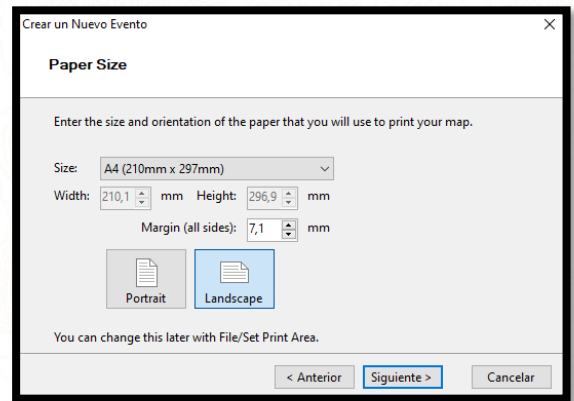 Crear un Nuevo Evento
Paper Size
Enter the size and orientation of the paper that you will use to print your map.
Size: A4 (210mm x 297mm)
Width: 210,1 mm Height: 296,9 mm
Margin (all sides): 7,1 mm
Portrait Landscape
You can change this later with File/Set Print Area.
< Anterior Siguiente > Cancelar